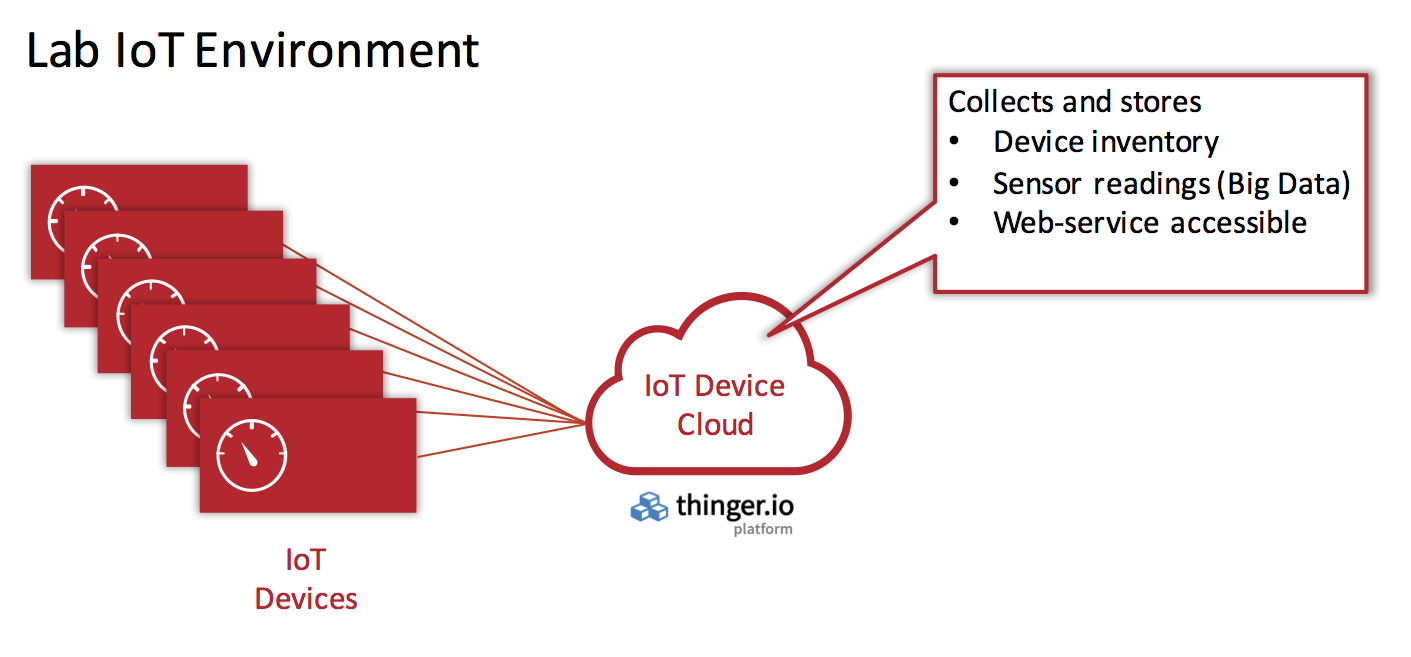 Lab IoT Environment
Collects and stores
• Device inventory
• Sensor readings (Big Data)
• Web-service accessible
IoT Device
Cloud
thinger.io
platform
IoT
Devices